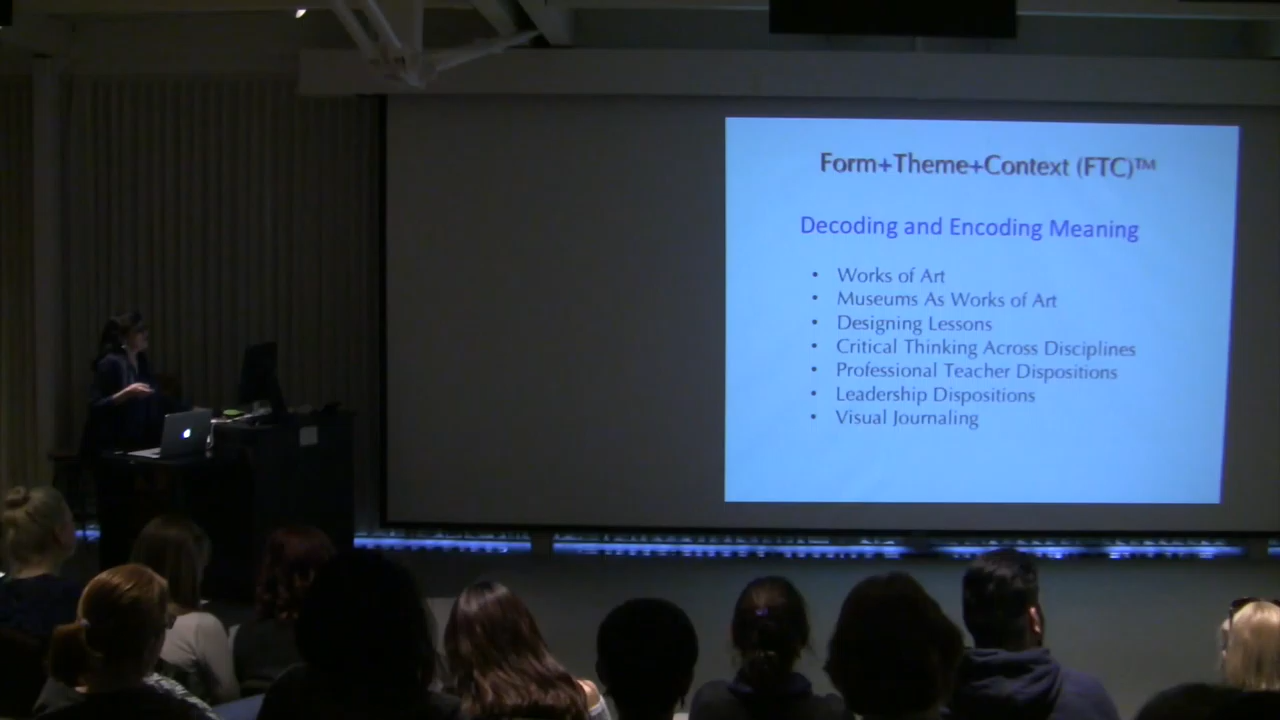 Form+Theme+Context (FTC)™
Decoding and Encoding Meaning
• Works of Art
• Museums As Works of Art
• Designing Lessons
• Critical Thinking Across Disciplines
• Professional Teacher Dispositions
• Leadership Dispositions
• Visual Journaling